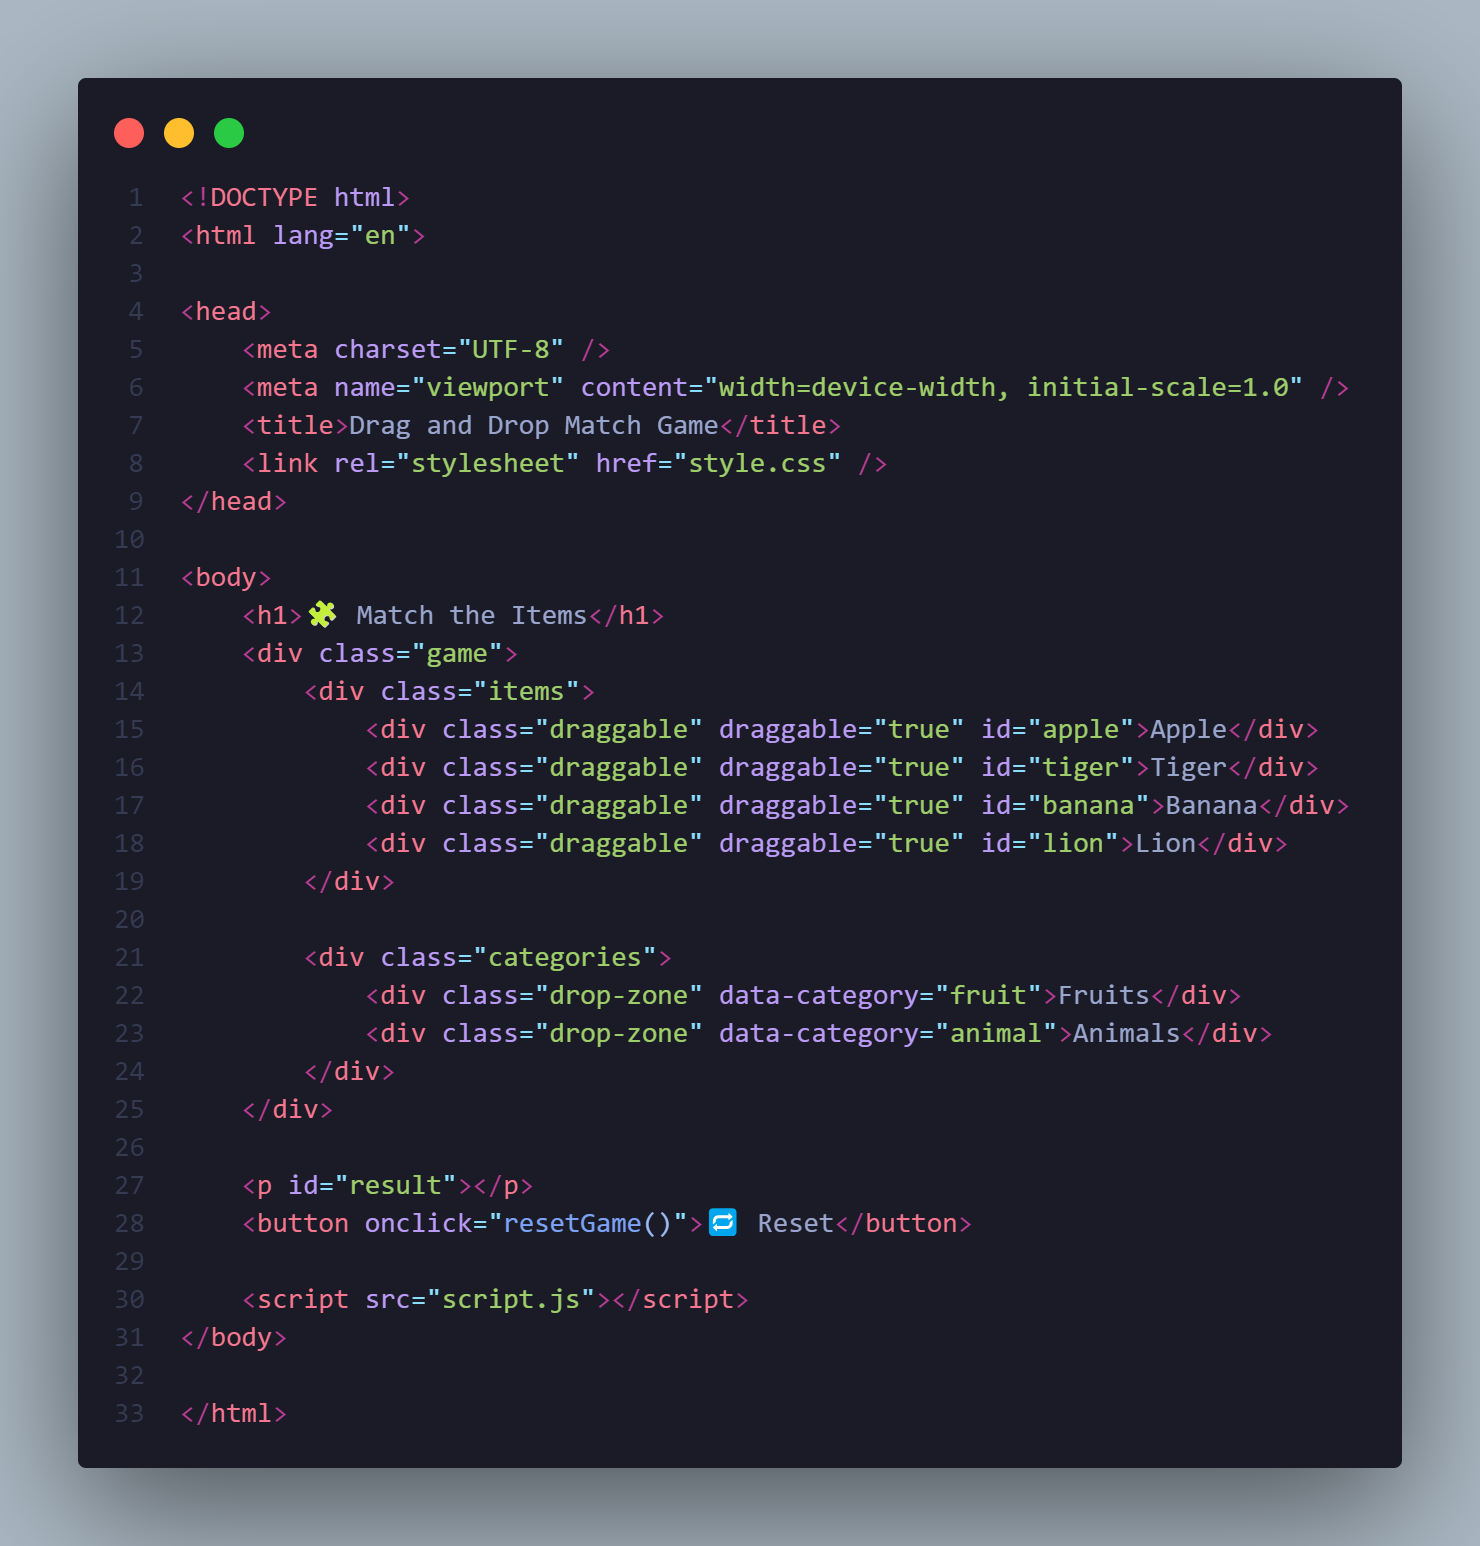 1 <!DOCTYPE html>
2 <html lang="en">
3
4 <head>
5     <meta charset="UTF-8" />
6     <meta name="viewport" content="width=device-width, initial-scale=1.0" />
7     <title>Drag and Drop Match Game</title>
8     <link rel="stylesheet" href="style.css" />
9 </head>
10
11 <body>
12     <h1>🧩 Match the Items</h1>
13     <div class="game">
14         <div class="items">
15             <div class="draggable" draggable="true" id="apple">Apple</div>
16             <div class="draggable" draggable="true" id="tiger">Tiger</div>
17             <div class="draggable" draggable="true" id="banana">Banana</div>
18             <div class="draggable" draggable="true" id="lion">Lion</div>
19         </div>
20
21         <div class="categories">
22             <div class="drop-zone" data-category="fruit">Fruits</div>
23             <div class="drop-zone" data-category="animal">Animals</div>
24         </div>
25     </div>
26
27     <p id="result"></p>
28     <button onclick="resetGame()">🔁 Reset</button>
29
30     <script src="script.js"></script>
31 </body>
32
33 </html>